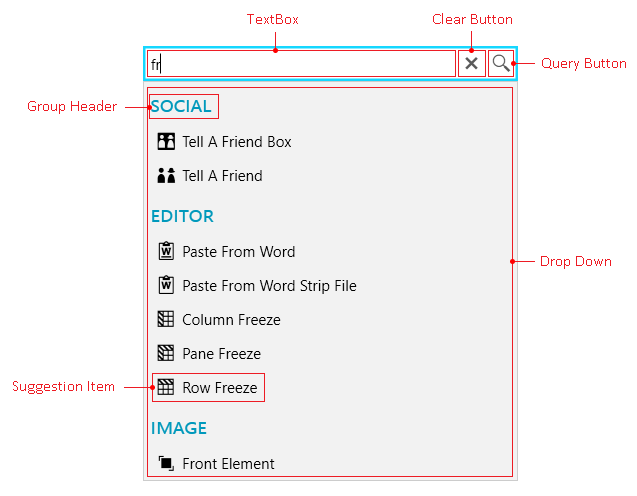 TextBox
Clear Button
fr
Query Button
Group Header
SOCIAL
Tell A Friend Box
Tell A Friend
EDITOR
Paste From Word
Drop Down
Paste From Word Strip File
Column Freeze
Pane Freeze
Suggestion Item
Row Freeze
IMAGE
Front Element